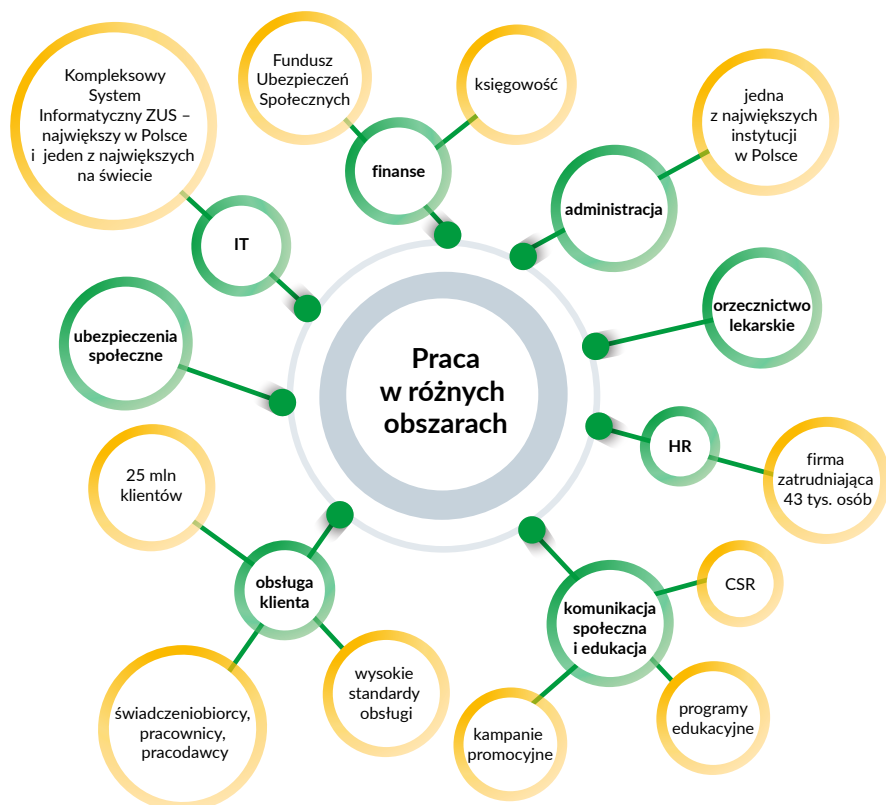 Kompleksowy
System
Informatyczny ZUS –
największy w Polsce
i jeden z największych
na świecie
IT
Fundusz
Ubezpieczeń
Społecznych
księgowość
finanse
jedna
z największych
instytucji
w Polsce
administracja
orzecznictwo
lekarskie
ubezpieczenia
społeczne
Praca
w różnych
obszarach
HR
firma
zatrudniająca
43 tys. osób
25 mln
klientów
obsługa
klienta
świadczeniobiorcy,
pracownicy,
pracodawcy
wysokie
standardy
obsługi
komunikacja
społeczna
i edukacja
CSR
kampanie
promocyjne
programy
edukacyjne